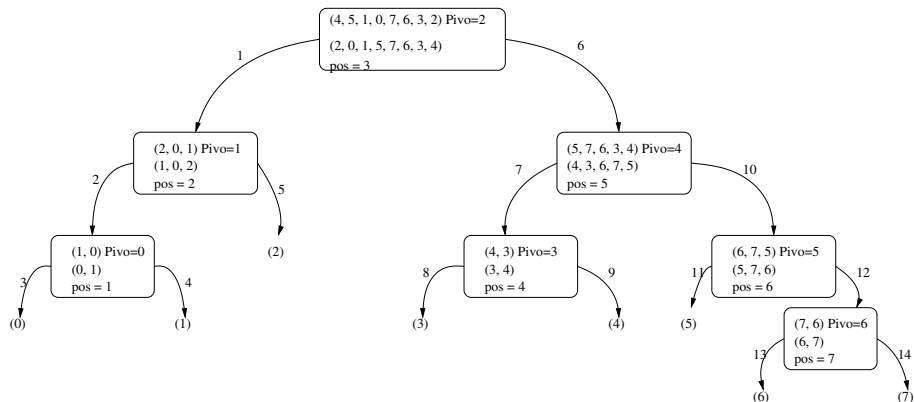 (4, 5, 1, 0, 7, 6, 3, 2) Pivo=2
(2, 0, 1, 5, 7, 6, 3, 4)
pos = 3
1
6
(2, 0, 1) Pivo=1
(1, 0, 2)
pos = 2
(5, 7, 6, 3, 4) Pivo=4
(4, 3, 6, 7, 5)
pos = 5
2
5
7
10
(2)
(1, 0) Pivo=0
(0, 1)
pos = 1
(4, 3) Pivo=3
(3, 4)
pos = 4
(6, 7, 5) Pivo=5
(5, 7, 6)
pos = 6
3
4
8
9
11
12
(0)
(1)
(3)
(4)
(5)
(7, 6) Pivo=6
(6, 7)
pos = 7
13
14
(6)
(7)